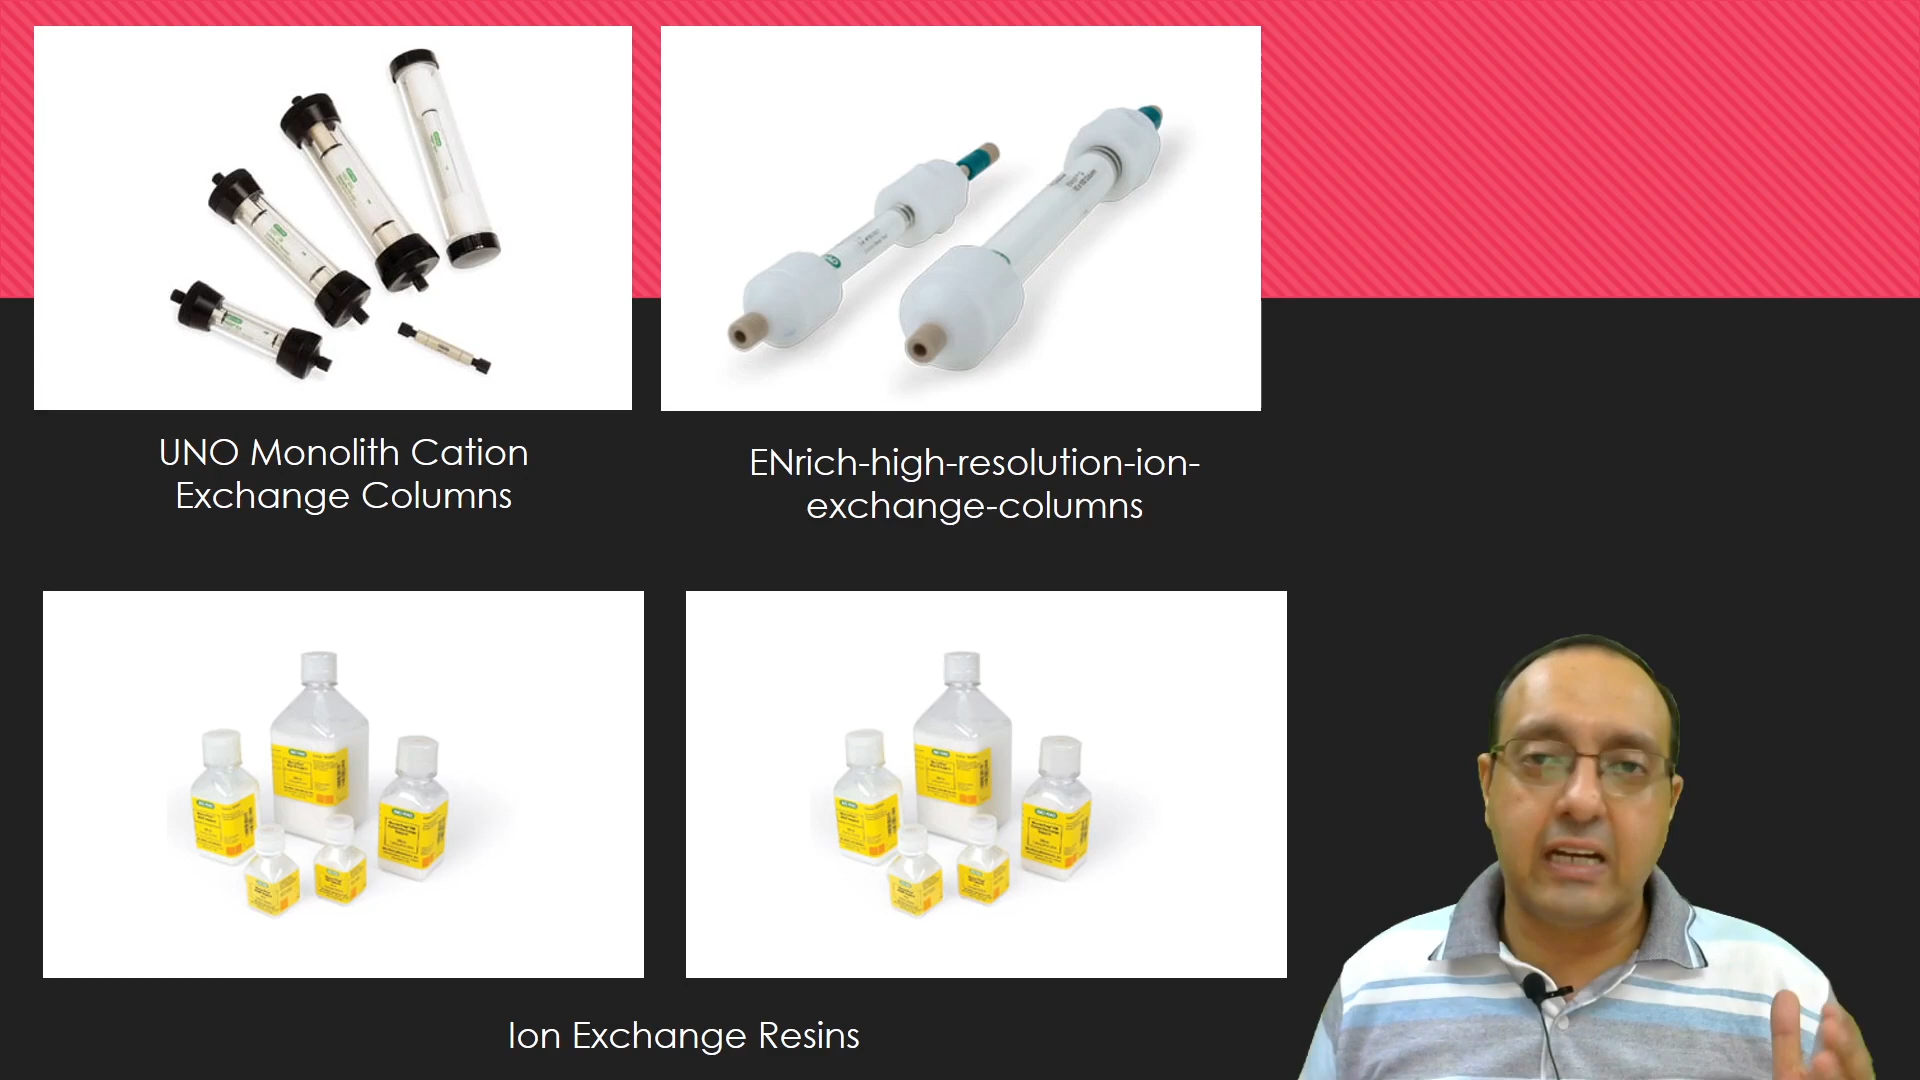 UNO Monolith Cation
Exchange Columns
ENrich-high-resolution-ion-
exchange-columns
Ion Exchange Resins